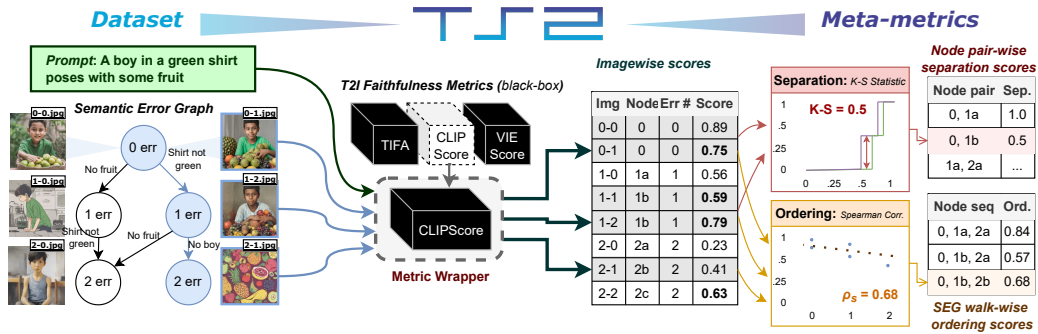 Dataset
TS2
Meta-metrics
Prompt: A boy in a green shirt
poses with some fruit
Semantic Error Graph
0-0.jpg
0-1.jpg
1-0.jpg
1-2.jpg
2-0.jpg
2-1.jpg
0 err
No fruit
Shirt not
green
1 err
1 err
Shirt not
green
No fruit
No boy
2 err
2 err
T2I Faithfulness Metrics (black-box)
TIFA
CLIP
Score
VIE
Score
CLIPScore
Metric Wrapper
Imagewise scores
Img Node Err # Score
0-0 0 0 0.89
0-1 0 0 0.75
1-0 1a 1 0.56
1-1 1b 1 0.59
1-2 1b 1 0.79
2-0 2a 2 0.23
2-1 2b 2 0.41
2-2 2c 2 0.63
Separation: K-S Statistic
K-S = 0.5
1
.5
0
0 .25 .5 .75 1
Ordering: Spearman Corr.
1
.5
.0
ρs = 0.68
0 1 2
Node pair-wise
separation scores
Node pair Sep.
0, 1a 1.0
0, 1b 0.5
1a, 2a ...
Node seq Ord.
0, 1a, 2a 0.84
0, 1b, 2a 0.57
0, 1b, 2b 0.68
SEG walk-wise
ordering scores